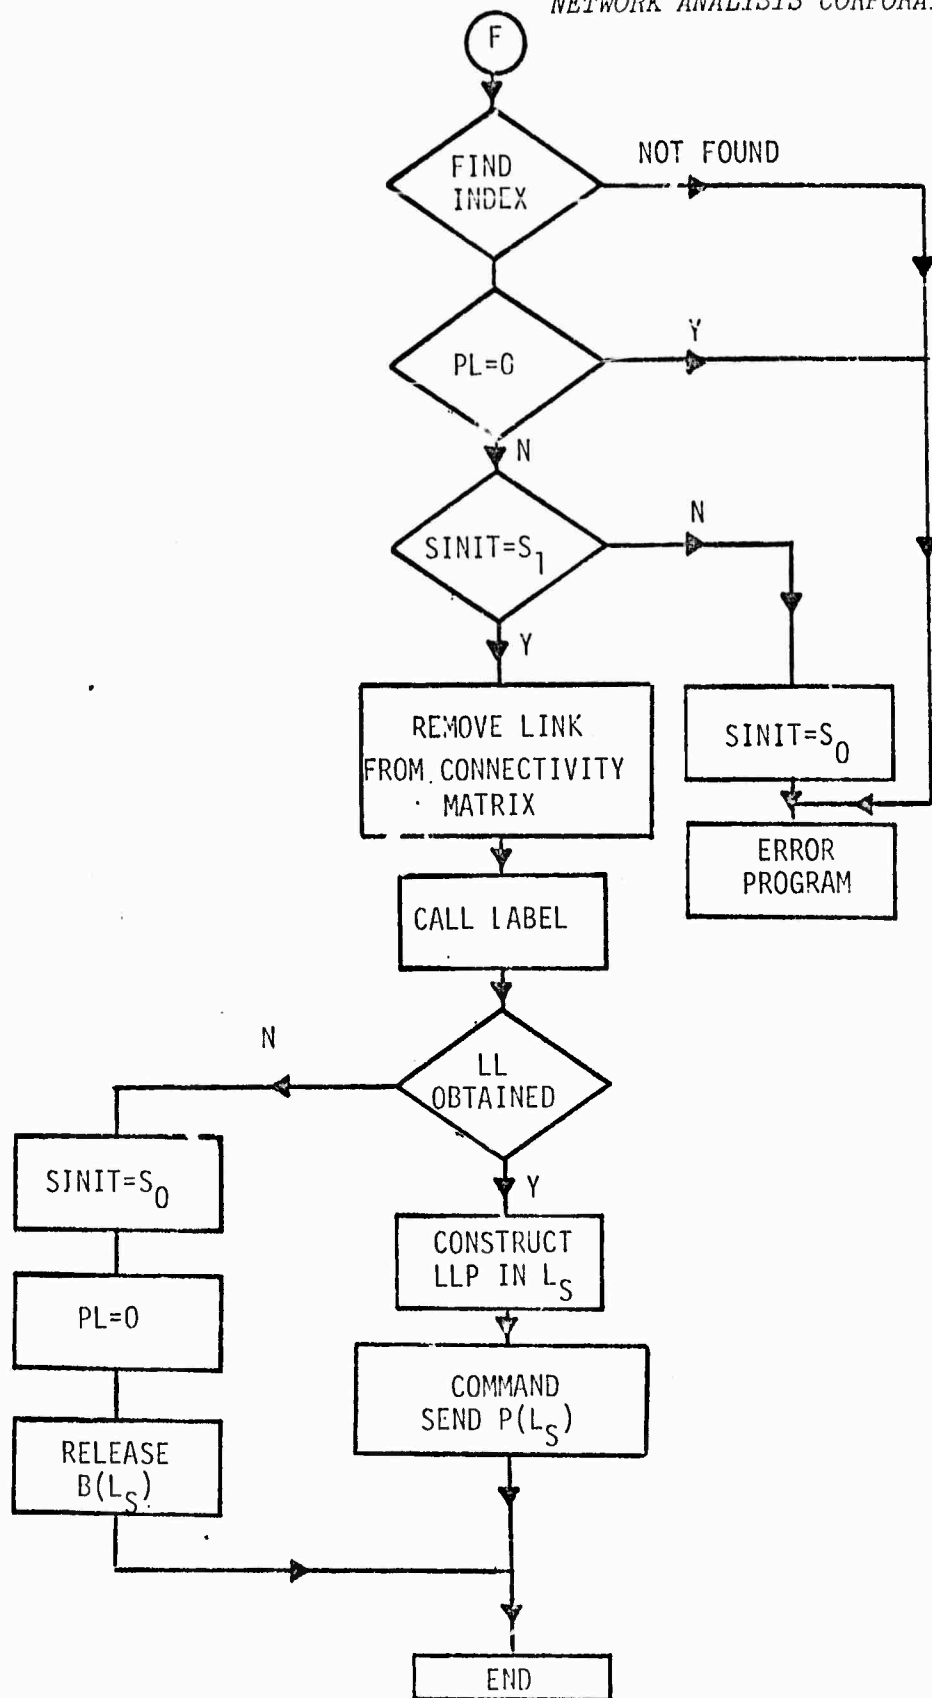 NETWORK ANALYSIS CORPORA
F
FIND
INDEX
NOT FOUND
PL=0
Y
N
SINIT=S1
N
Y
REMOVE LINK
FROM CONNECTIVITY
MATRIX
SINIT=S0
ERROR
PROGRAM
CALL LABEL
LL
OBTAINED
N
Y
SINIT=S0
CONSTRUCT
LLP IN LS
PL=0
COMMAND
SEND P(LS)
RELEASE
B(LS)
END